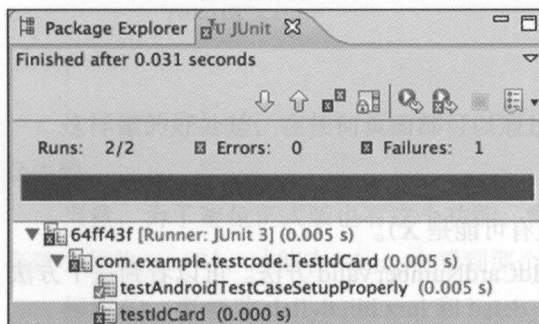 Package Explorer JUnit
Finished after 0.031 seconds
Runs: 2/2 Errors: 0 Failures: 1
64ff43f [Runner: JUnit 3] (0.005 s)
com.example.testcode.TestIdCard (0.005 s)
testAndroidTestCaseSetupProperly (0.005 s)
testIdCard (0.000 s)